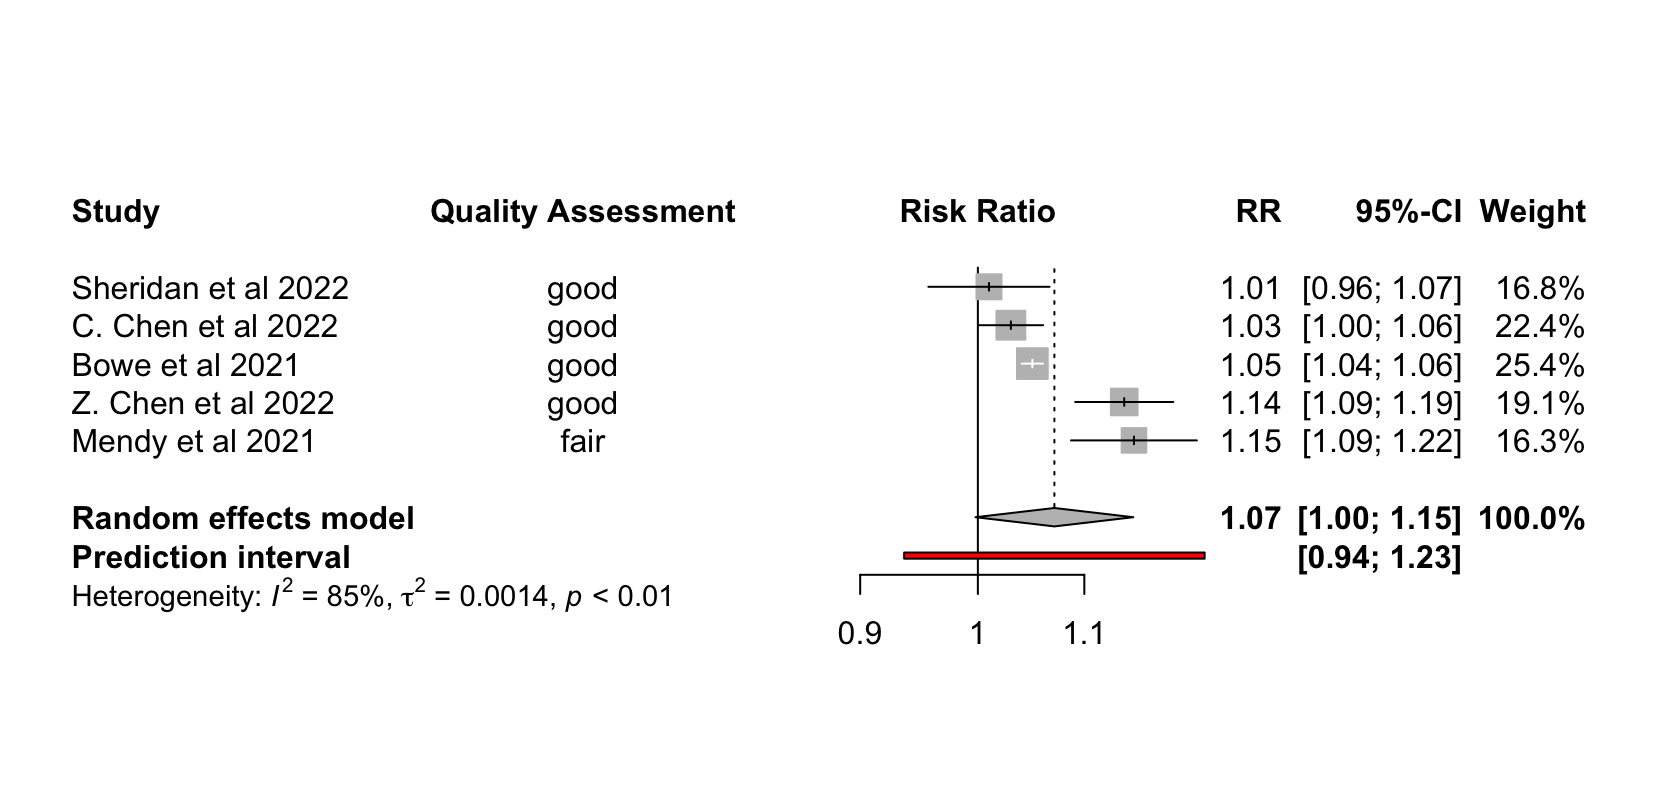 Study Quality Assessment Risk Ratio RR 95%-CI Weight
Sheridan et al 2022 good 1.01 [0.96; 1.07] 16.8%
C. Chen et al 2022 good 1.03 [1.00; 1.06] 22.4%
Bowe et al 2021 good 1.05 [1.04; 1.06] 25.4%
Z. Chen et al 2022 good 1.14 [1.09; 1.19] 19.1%
Mendy et al 2021 fair 1.15 [1.09; 1.22] 16.3%
Random effects model 1.07 [1.00; 1.15] 100.0%
Prediction interval [0.94; 1.23]
Heterogeneity: I² = 85%, τ² = 0.0014, p < 0.01
0.9 1 1.1